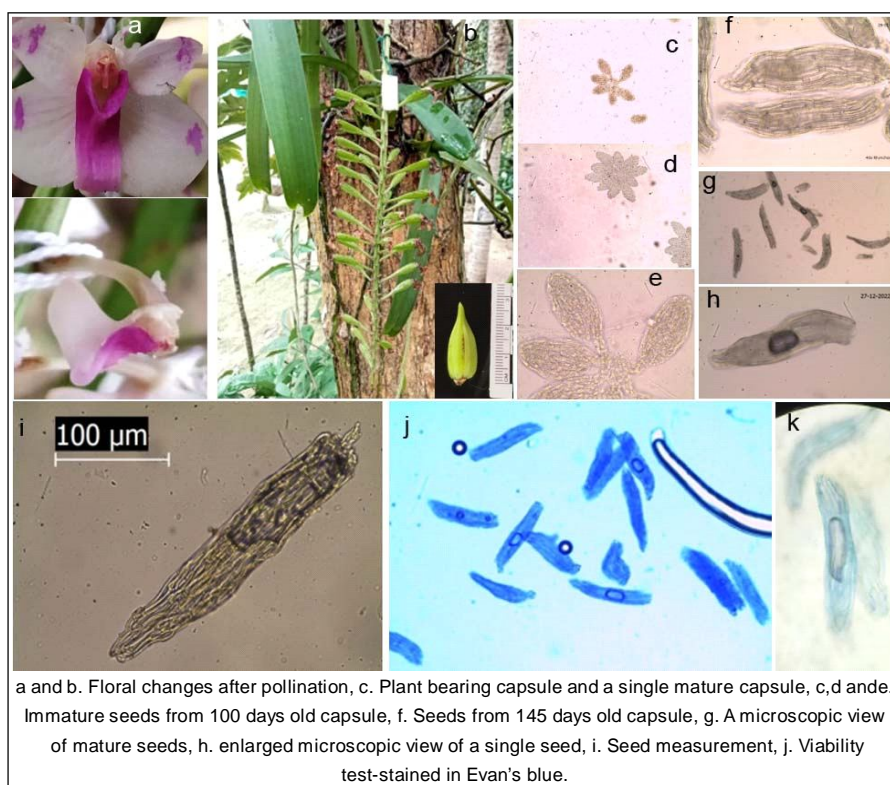 a
b
c
d
e
f
g
27-12-2022
h
i
100 µm
j
k
a and b. Floral changes after pollination, c. Plant bearing capsule and a single mature capsule, c,d ande.
Immature seeds from 100 days old capsule, f. Seeds from 145 days old capsule, g. A microscopic view
of mature seeds, h. enlarged microscopic view of a single seed, i. Seed measurement, j. Viability
test-stained in Evan’s blue.